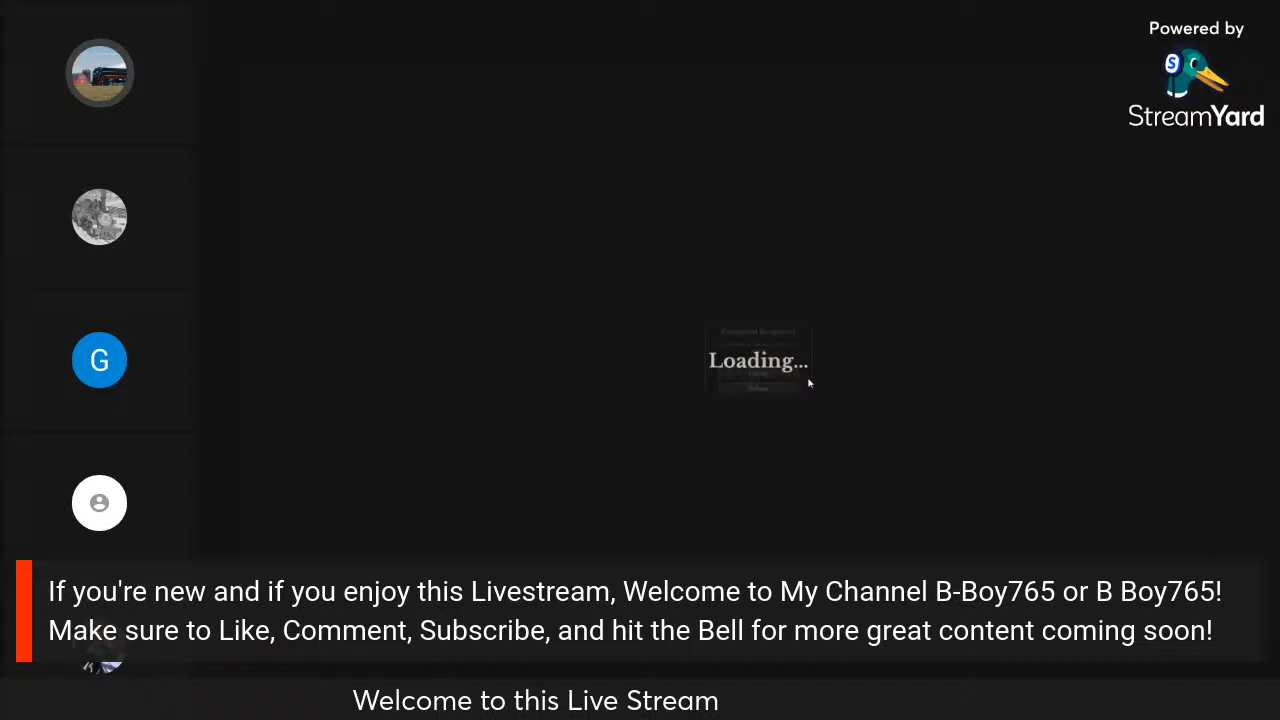 Powered by
S
StreamYard
G
Loading...
If you're new and if you enjoy this Livestream, Welcome to My Channel B-Boy765 or B Boy765!
Make sure to Like, Comment, Subscribe, and hit the Bell for more great content coming soon!
Welcome to this Live Stream